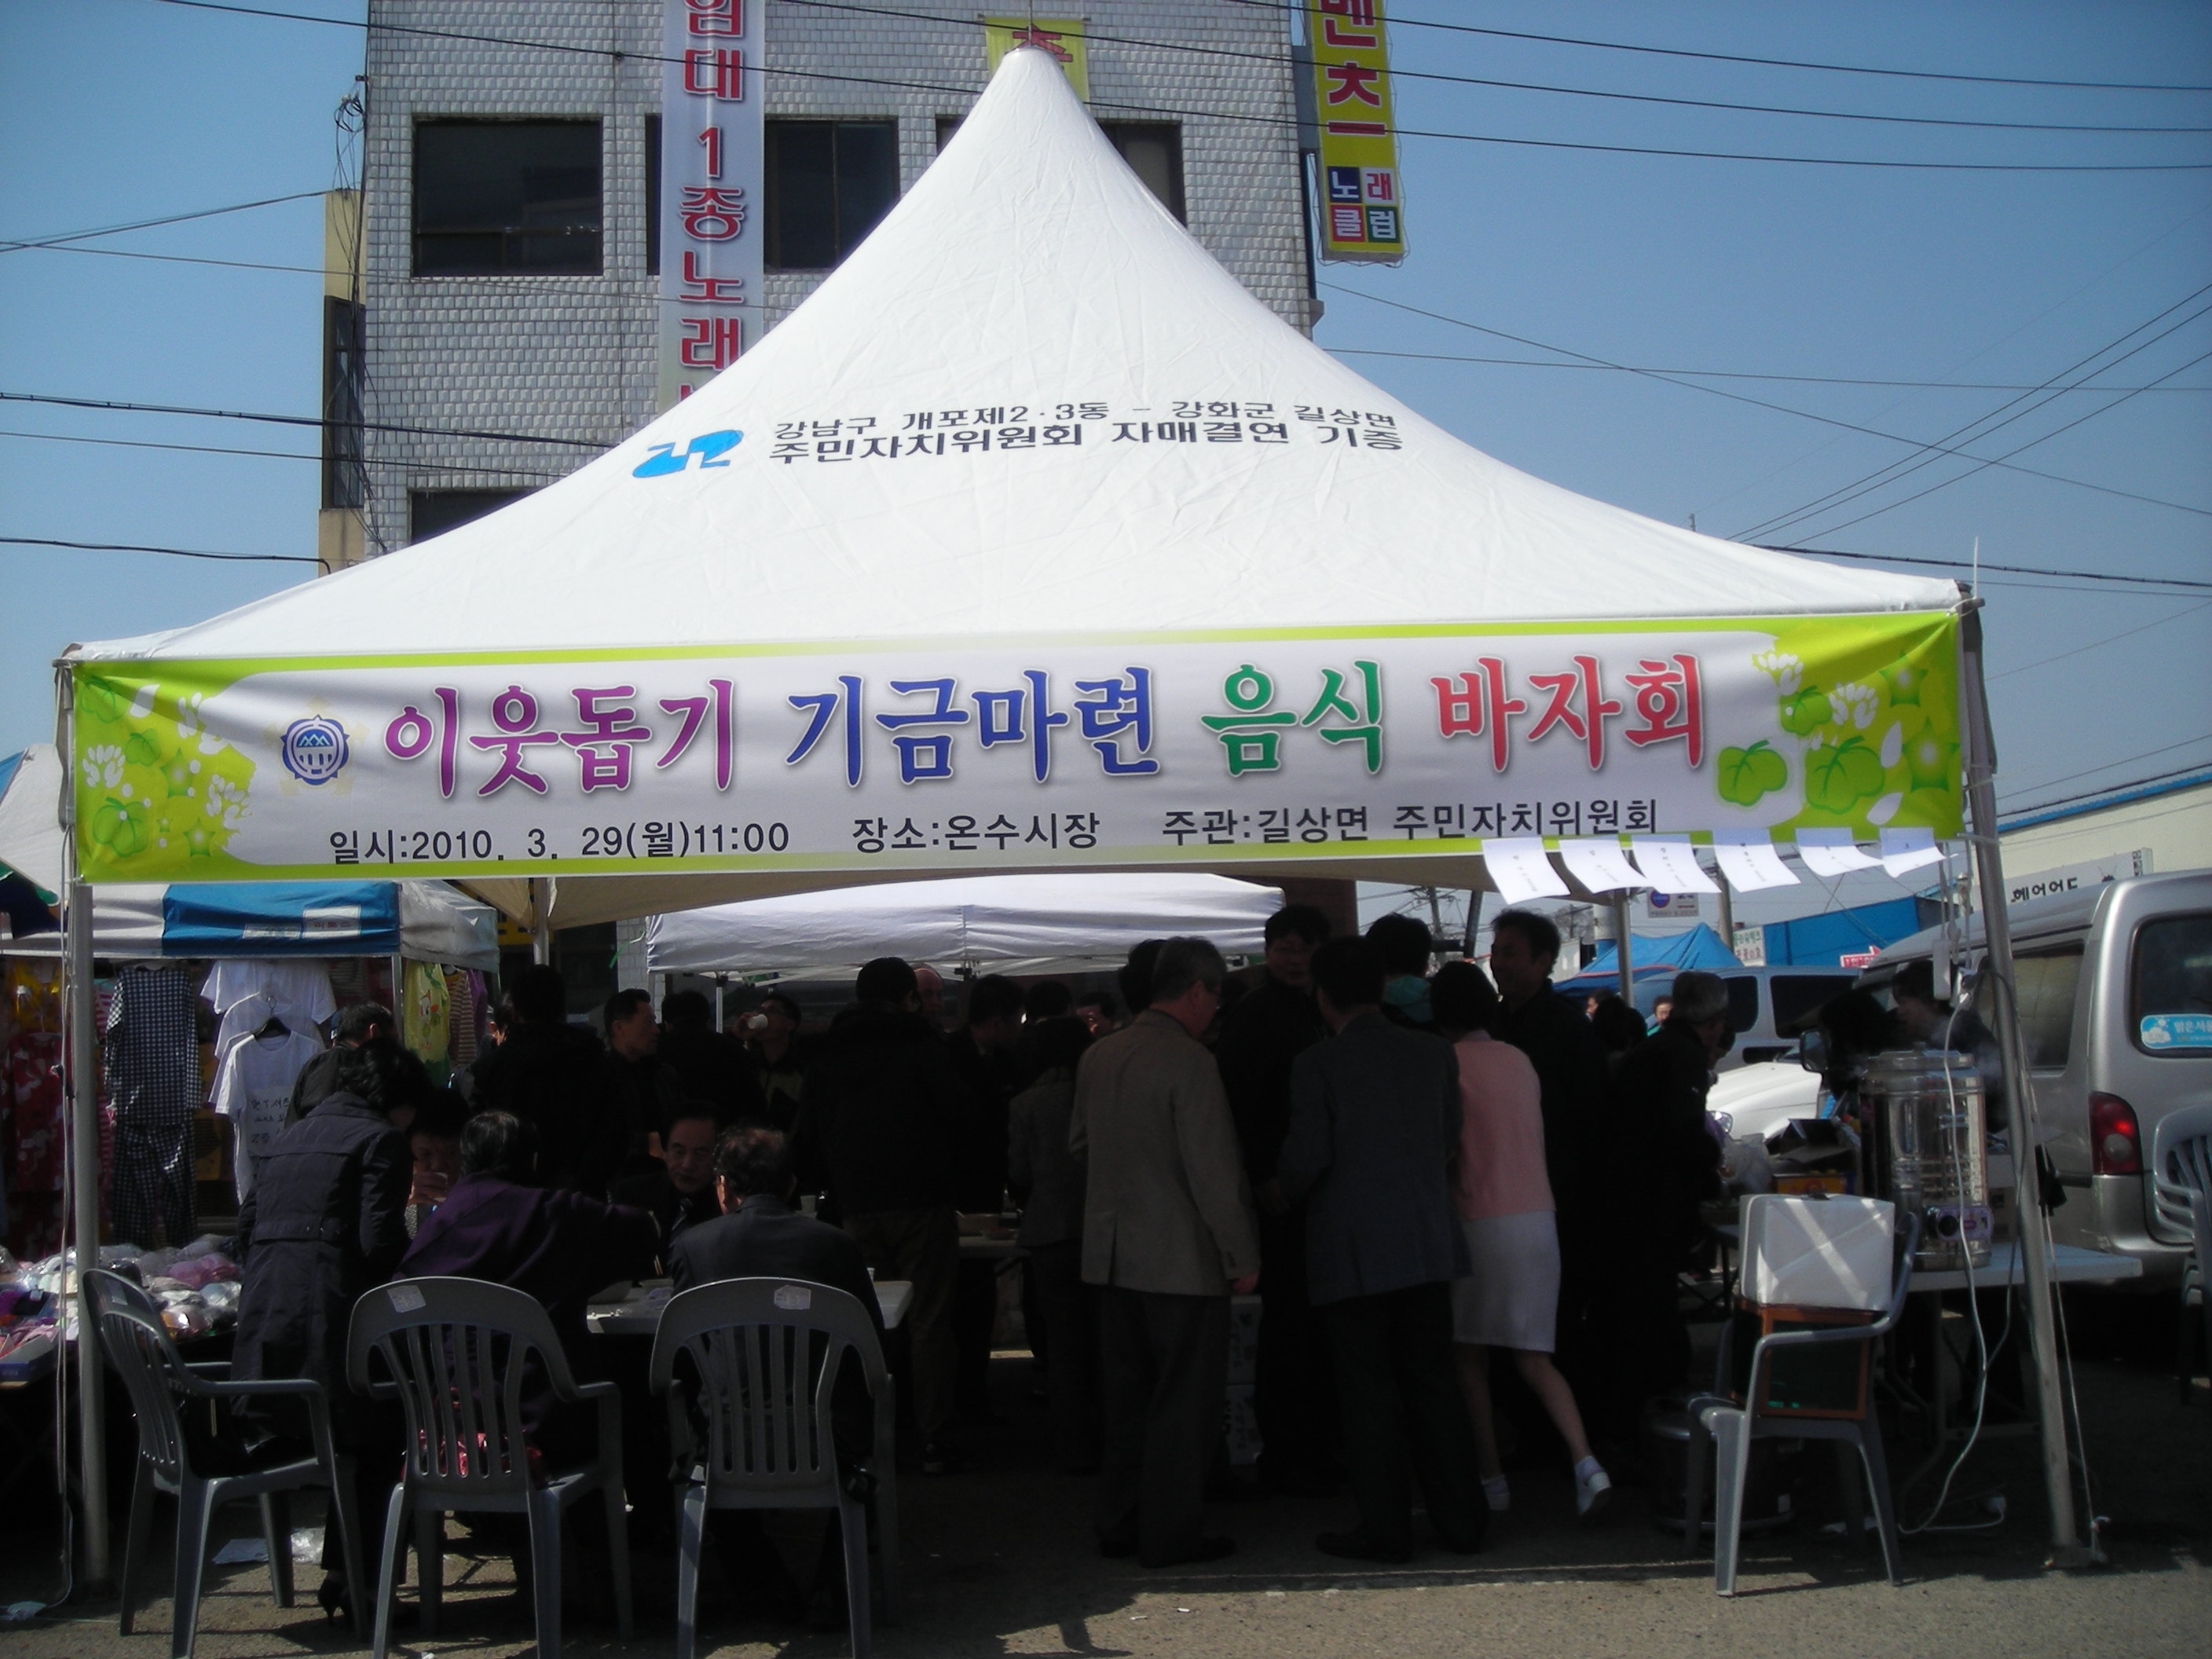 임대 1종노래
벤츠
노래
클럽
강남구 개포제2·3동 - 강화군 길상면
주민자치위원회 자매결연 기증
이웃돕기 기금마련 음식 바자회
일시:2010. 3. 29(월)11:00 장소:온수시장 주관:길상면 주민자치위원회